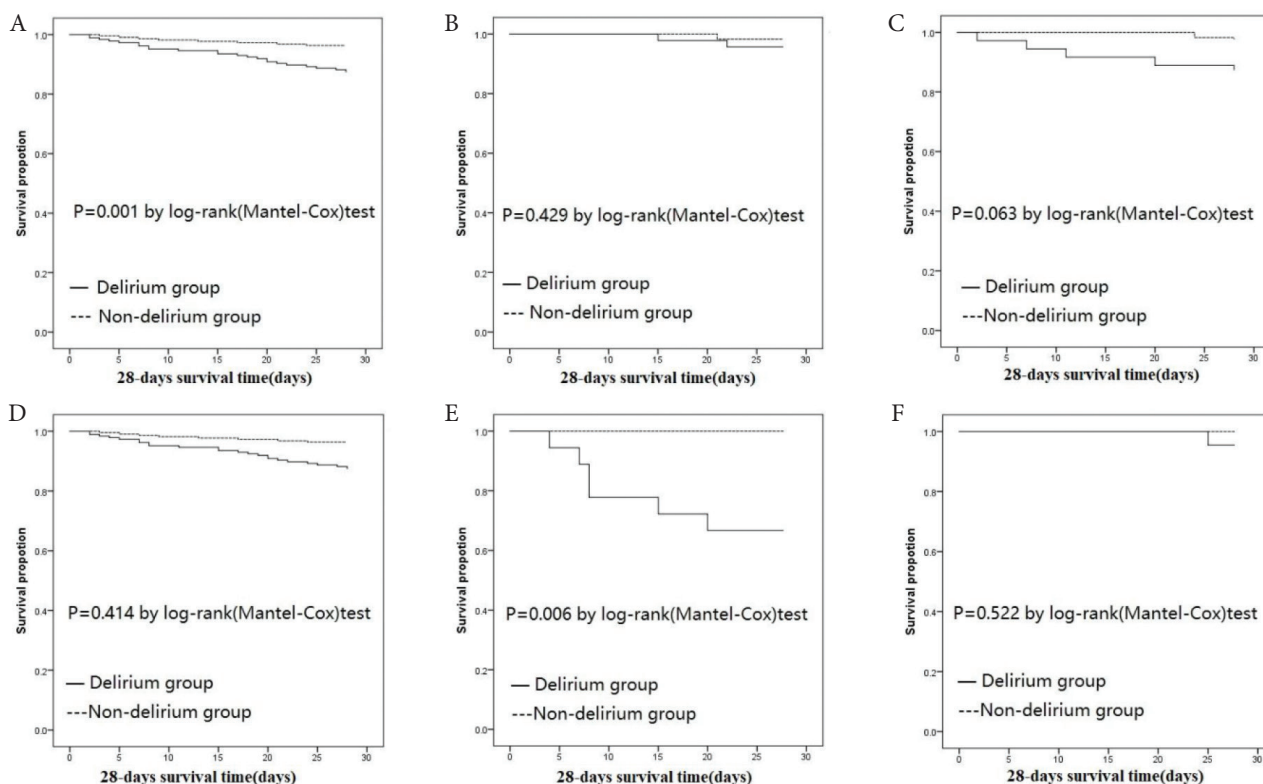 A
Survival propotion
1.0
0.8
0.6
0.4
0.2
0.0
P=0.001 by log-rank(Mantel-Cox)test
Delirium group
Non-delirium group
0 5 10 15 20 25 30
28-days survival time(days)
B
Survival propotion
1.0
0.8
0.6
0.4
0.2
0.0
P=0.429 by log-rank(Mantel-Cox)test
Delirium group
Non-delirium group
0 5 10 15 20 25 30
28-days survival time(days)
C
Survival propotion
1.0
0.8
0.6
0.4
0.2
0.0
P=0.063 by log-rank(Mantel-Cox)test
Delirium group
Non-delirium group
0 5 10 15 20 25 30
28-days survival time(days)
D
Survival propotion
1.0
0.8
0.6
0.4
0.2
0.0
P=0.414 by log-rank(Mantel-Cox)test
Delirium group
Non-delirium group
0 5 10 15 20 25 30
28-days survival time(days)
E
Survival propotion
1.0
0.8
0.6
0.4
0.2
0.0
P=0.006 by log-rank(Mantel-Cox)test
Delirium group
Non-delirium group
0 5 10 15 20 25 30
28-days survival time(days)
F
Survival propotion
1.0
0.8
0.6
0.4
0.2
0.0
P=0.522 by log-rank(Mantel-Cox)test
Delirium group
Non-delirium group
0 5 10 15 20 25 30
28-days survival time(days)